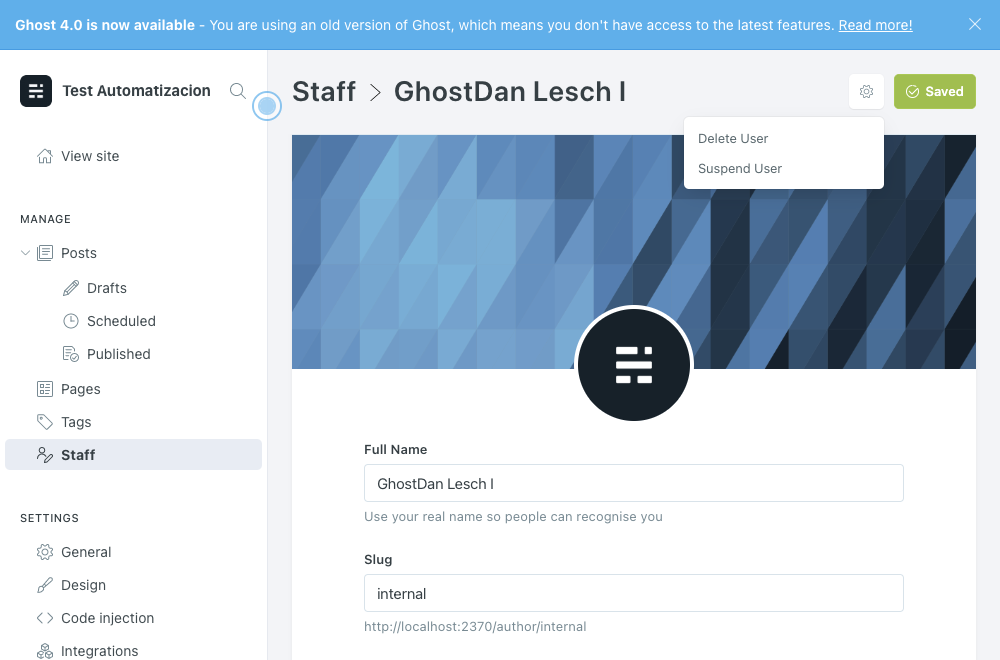 Ghost 4.0 is now available - You are using an old version of Ghost, which means you don't have access to the latest features. Read more!
Test Automatizacion
View site
MANAGE
Posts
Drafts
Scheduled
Published
Pages
Tags
Staff
SETTINGS
General
Design
Code injection
Integrations
Staff > GhostDan Lesch I
Saved
Delete User
Suspend User
Full Name
GhostDan Lesch I
Use your real name so people can recognise you
Slug
internal
http://localhost:2370/author/internal